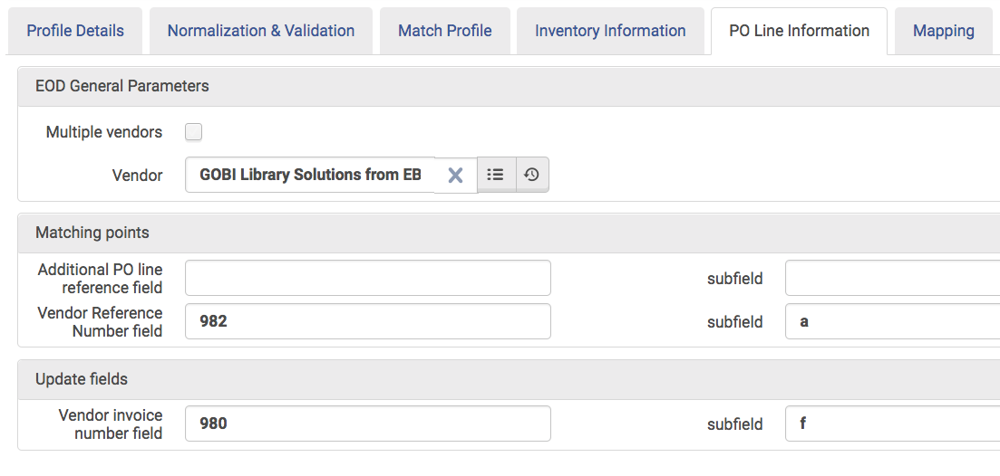 Profile Details Normalization & Validation Match Profile Inventory Information PO Line Information Mapping
EOD General Parameters
Multiple vendors
Vendor GOBI Library Solutions from EB
Matching points
Additional PO line
reference field
subfield
Vendor Reference
Number field
982
subfield a
Update fields
Vendor invoice
number field
980
subfield f